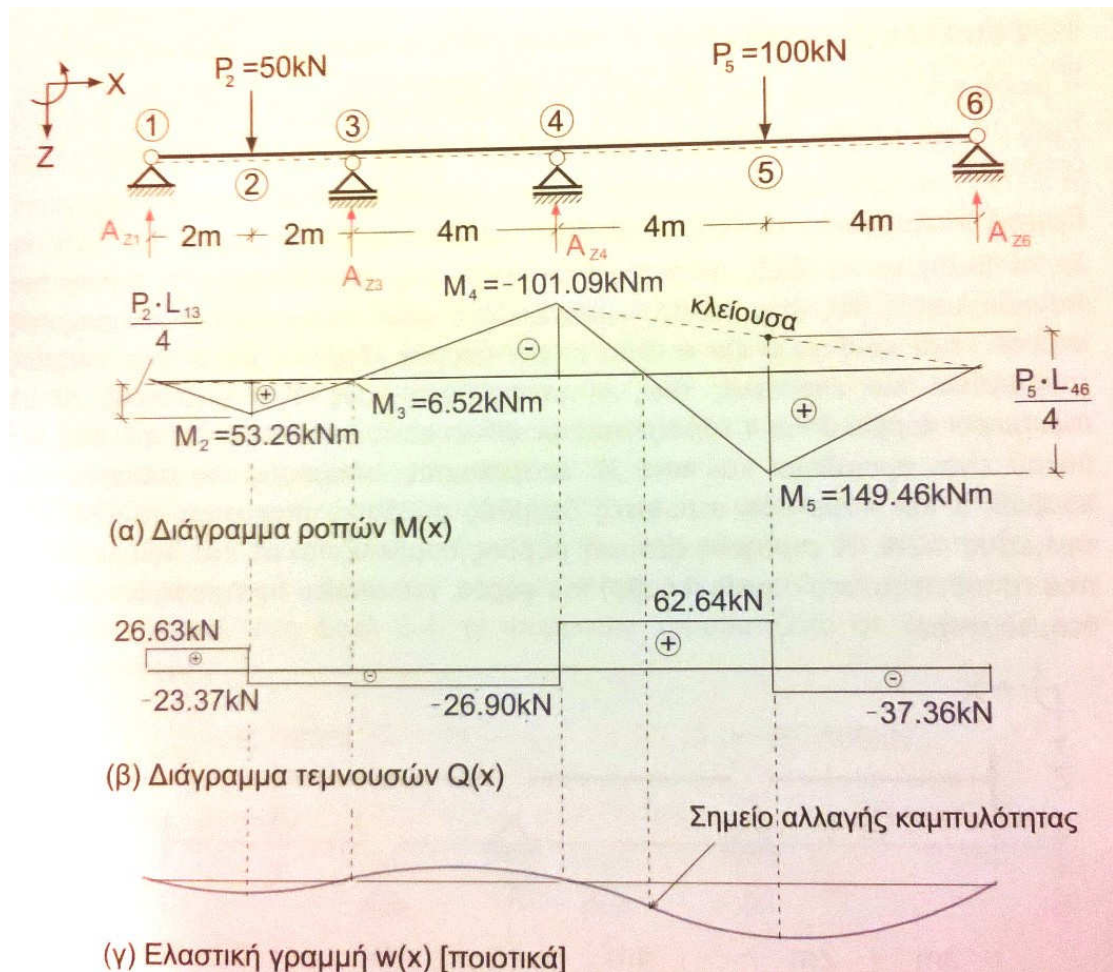 P₂ =50kN
P₅ =100kN
X
Z
1
2
3
4
5
6
A_Z1
2m
2m
A_Z3
4m
A_Z4
4m
4m
A_Z6
M₄ =-101.09kNm
κλείουσα
P₂·L₁₃
4
M₃=6.52kNm
P₅·L₄₆
4
M₂=53.26kNm
M₅=149.46kNm
(α) Διάγραμμα ροπών M(x)
62.64kN
26.63kN
-23.37kN
-26.90kN
-37.36kN
(β) Διάγραμμα τεμνουσών Q(x)
Σημείο αλλαγής καμπυλότητας
(γ) Ελαστική γραμμή w(x) [ποιοτικά]